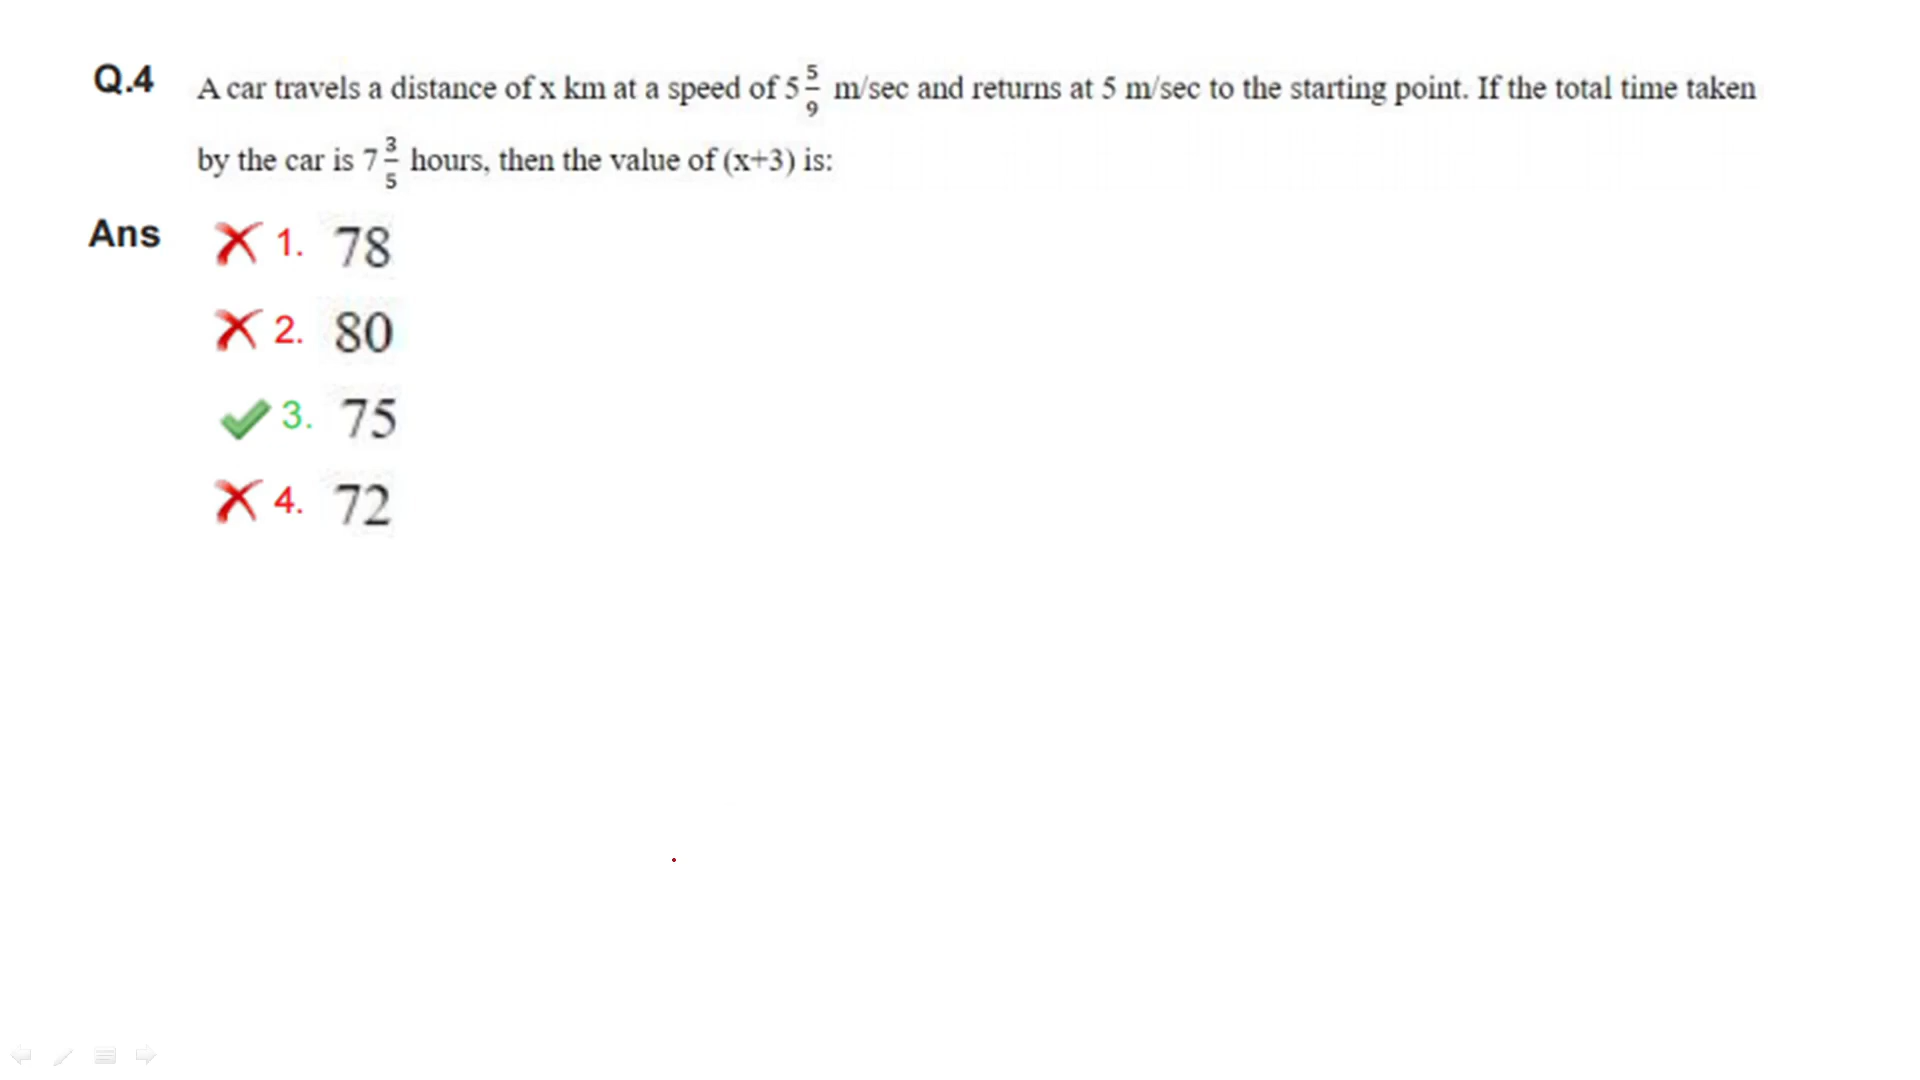 Q.4 A car travels a distance of x km at a speed of 5 5/9 m/sec and returns at 5 m/sec to the starting point. If the total time taken
by the car is 7 3/5 hours, then the value of (x+3) is:
Ans 1. 78
2. 80
3. 75
4. 72